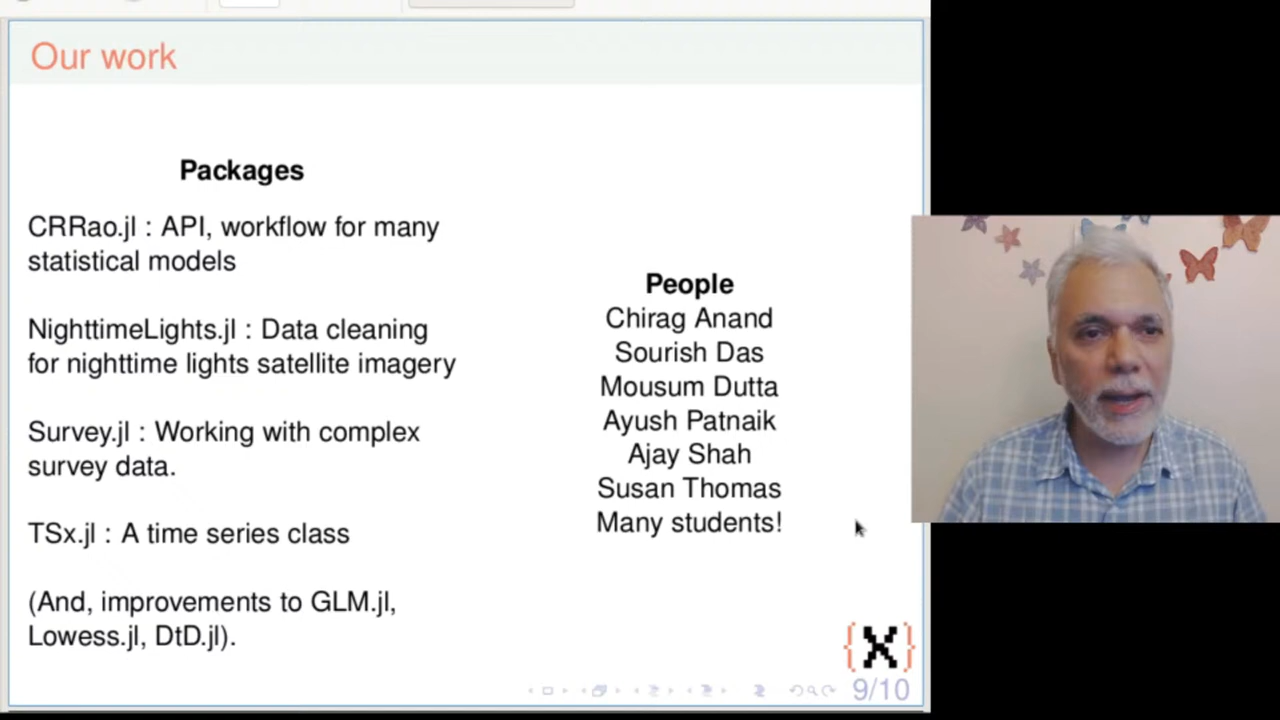 Our work
Packages
CRRao.jl : API, workflow for many
statistical models
NighttimeLights.jl : Data cleaning
for nighttime lights satellite imagery
Survey.jl : Working with complex
survey data.
TSx.jl : A time series class
(And, improvements to GLM.jl,
Lowess.jl, DtD.jl).
People
Chirag Anand
Sourish Das
Mousum Dutta
Ayush Patnaik
Ajay Shah
Susan Thomas
Many students!
{X}
9/10